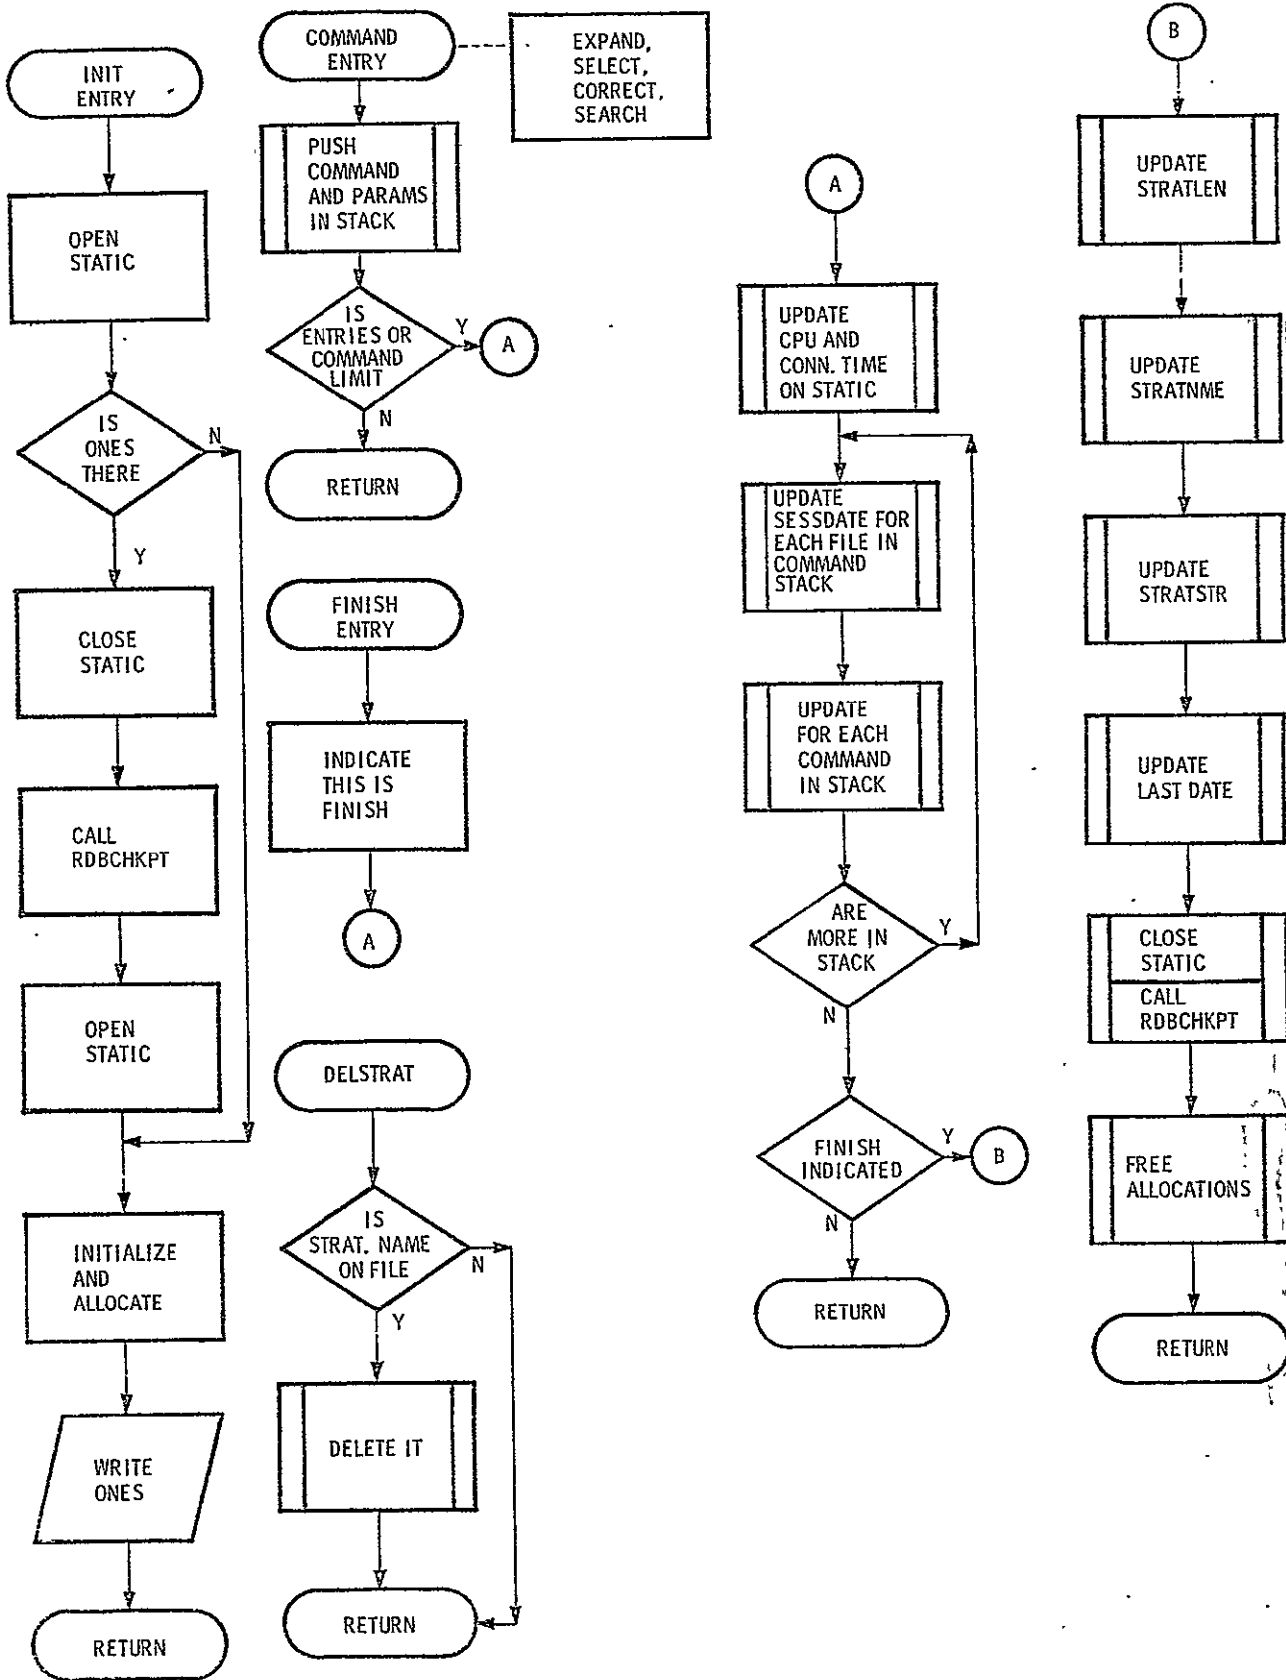 INIT
ENTRY
OPEN
STATIC
IS
ONES
THERE
N
Y
CLOSE
STATIC
CALL
RDBCHKPT
OPEN
STATIC
INITIALIZE
AND
ALLOCATE
WRITE
ONES
RETURN
COMMAND
ENTRY
EXPAND,
SELECT,
CORRECT,
SEARCH
PUSH
COMMAND
AND PARAMS
IN STACK
IS
ENTRIES OR
COMMAND
LIMIT
Y
A
N
RETURN
FINISH
ENTRY
INDICATE
THIS IS
FINISH
A
DELSTRAT
IS
STRAT. NAME
ON FILE
N
Y
DELETE IT
RETURN
A
UPDATE
CPU AND
CONN. TIME
ON STATIC
UPDATE
SESSDATE FOR
EACH FILE IN
COMMAND
STACK
UPDATE
FOR EACH
COMMAND
IN STACK
ARE
MORE IN
STACK
Y
N
FINISH
INDICATED
Y
B
N
RETURN
B
UPDATE
STRATLEN
UPDATE
STRATNME
UPDATE
STRATSTR
UPDATE
LAST DATE
CLOSE
STATIC
CALL
RDBCHKPT
FREE
ALLOCATIONS
RETURN